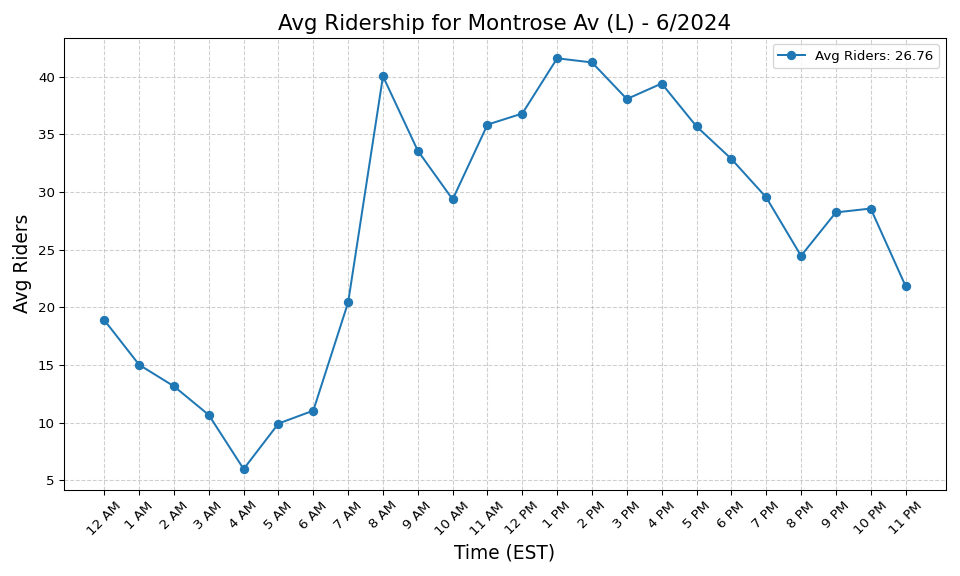 Avg Ridership for Montrose Av (L) - 6/2024
Avg Riders: 26.76
Avg Riders
40
35
30
25
20
15
10
5
12 AM
1 AM
2 AM
3 AM
4 AM
5 AM
6 AM
7 AM
8 AM
9 AM
10 AM
11 AM
12 PM
1 PM
2 PM
3 PM
4 PM
5 PM
6 PM
7 PM
8 PM
9 PM
10 PM
11 PM
Time (EST)